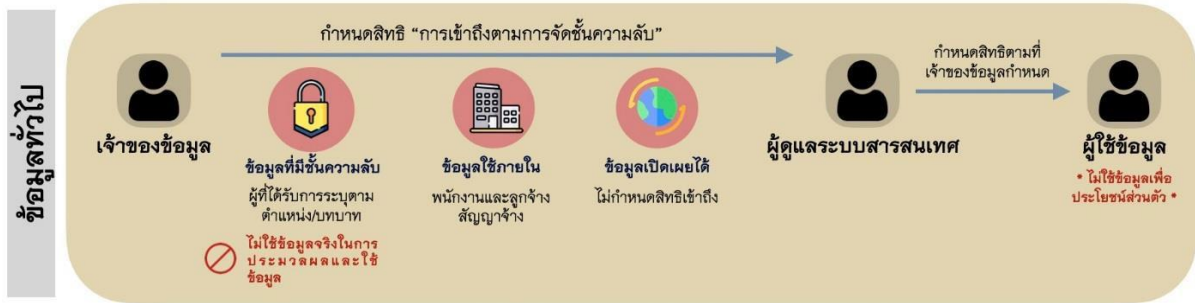 ข้อมูลทั่วไป
กำหนดสิทธิ “การเข้าถึงตามการจัดชั้นความลับ”
เจ้าของข้อมูล
ข้อมูลที่มีชั้นความลับ
ผู้ที่ได้รับการระบุตาม
ตำแหน่ง/บทบาท
ไม่ใช้ข้อมูลจริงในการ
ประมวลผลและใช้
ข้อมูล
ข้อมูลใช้ภายใน
พนักงานและลูกจ้าง
สัญญาจ้าง
ข้อมูลเปิดเผยได้
ไม่กำหนดสิทธิเข้าถึง
ผู้ดูแลระบบสารสนเทศ
กำหนดสิทธิตามที่
เจ้าของข้อมูลกำหนด
ผู้ใช้ข้อมูล
* ไม่ใช้ข้อมูลเพื่อ
ประโยชน์ส่วนตัว *